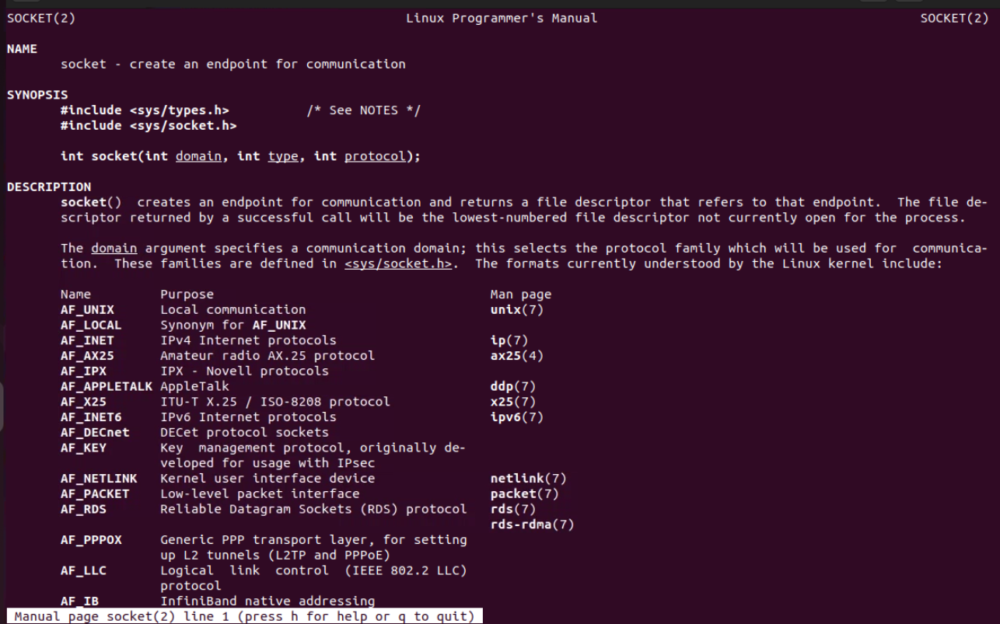 SOCKET(2) Linux Programmer's Manual SOCKET(2)
NAME
socket - create an endpoint for communication
SYNOPSIS
#include <sys/types.h> /* See NOTES */
#include <sys/socket.h>
int socket(int domain, int type, int protocol);
DESCRIPTION
socket() creates an endpoint for communication and returns a file descriptor that refers to that endpoint. The file de-
scriptor returned by a successful call will be the lowest-numbered file descriptor not currently open for the process.
The domain argument specifies a communication domain; this selects the protocol family which will be used for communica-
tion. These families are defined in <sys/socket.h>. The formats currently understood by the Linux kernel include:
Name Purpose Man page
AF_UNIX Local communication unix(7)
AF_LOCAL Synonym for AF_UNIX
AF_INET IPv4 Internet protocols ip(7)
AF_AX25 Amateur radio AX.25 protocol ax25(4)
AF_IPX IPX - Novell protocols
AF_APPLETALK AppleTalk ddp(7)
AF_X25 ITU-T X.25 / ISO-8208 protocol x25(7)
AF_INET6 IPv6 Internet protocols ipv6(7)
AF_DECnet DECet protocol sockets
AF_KEY Key management protocol, originally de-
veloped for usage with IPsec
AF_NETLINK Kernel user interface device netlink(7)
AF_PACKET Low-level packet interface packet(7)
AF_RDS Reliable Datagram Sockets (RDS) protocol rds(7)
rds-rdma(7)
AF_PPPOX Generic PPP transport layer, for setting
up L2 tunnels (L2TP and PPPoE)
AF_LLC Logical link control (IEEE 802.2 LLC)
protocol
AF_IB InfiniBand native addressing
Manual page socket(2) line 1 (press h for help or q to quit)